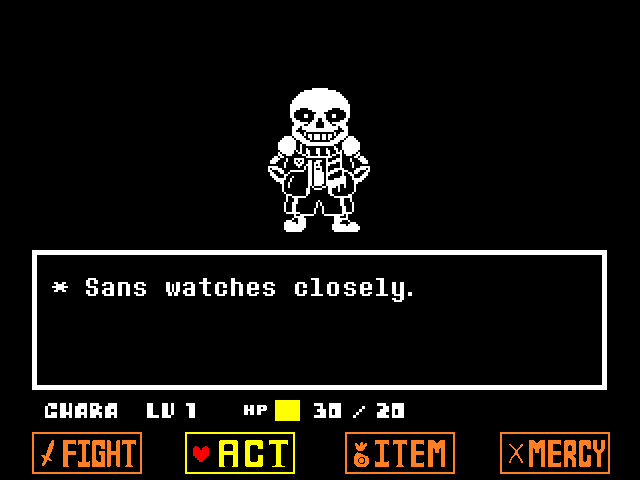 * Sans watches closely.
CHARA LV 1 HP 30 / 20
FIGHT ACT ITEM MERCY